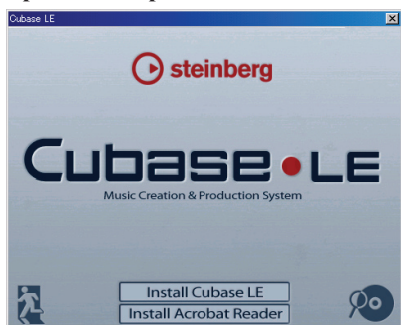 Cubase LE
steinberg
Cubase LE
Music Creation & Production System
Install Cubase LE
Install Acrobat Reader